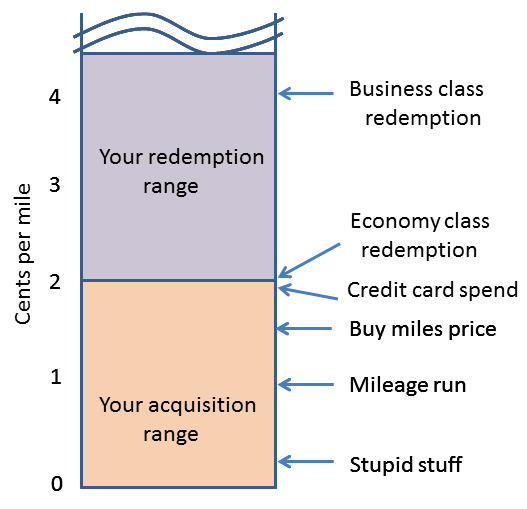 4
3
2
1
0
Cents per mile
Your redemption
range
Your acquisition
range
Business class
redemption
Economy class
redemption
Credit card spend
Buy miles price
Mileage run
Stupid stuff